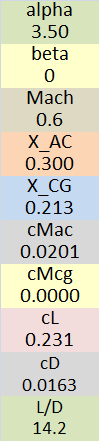 alpha
3.50
beta
0
Mach
0.6
X_AC
0.300
X_CG
0.213
cMac
0.0201
cMcg
0.0000
cL
0.231
cD
0.0163
L/D
14.2